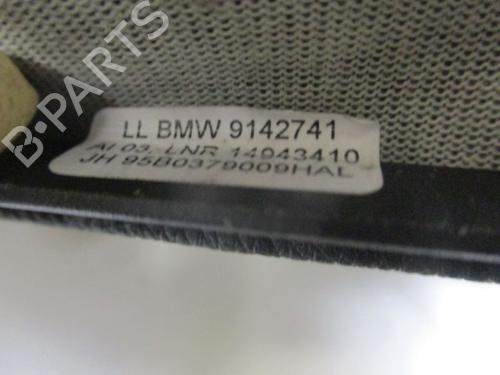 B-PARTS
LL BMW 9142741
AI 03. LNR 14943410
JH 95B0379009HAL